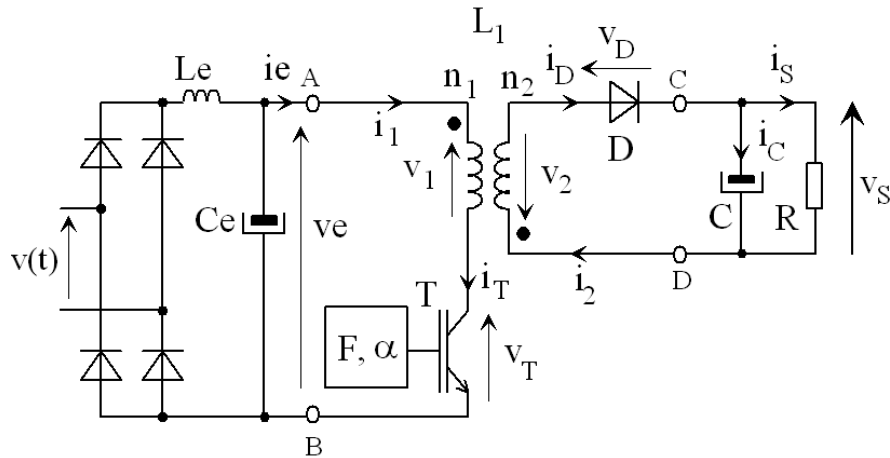 L1
Le
ie
A
i1
n1
n2
iD
vD
C
iS
D
v1
v2
iC
C
R
vS
v(t)
Ce
ve
iT
T
F, α
vT
i2
D
B